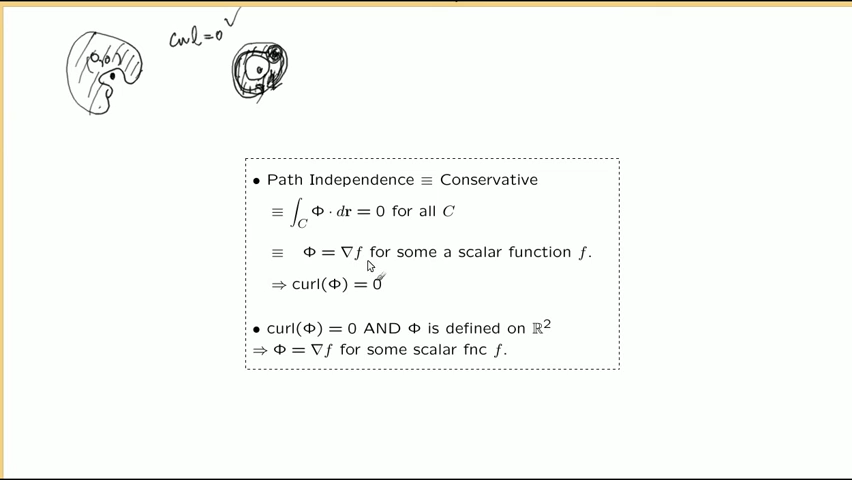 curl=0 ✓
• Path Independence ≡ Conservative
≡ ∫_C Φ · dr = 0 for all C
≡ Φ = ∇f for some a scalar function f.
⇒ curl(Φ) = 0
• curl(Φ) = 0 AND Φ is defined on ℝ²
⇒ Φ = ∇f for some scalar fnc f.